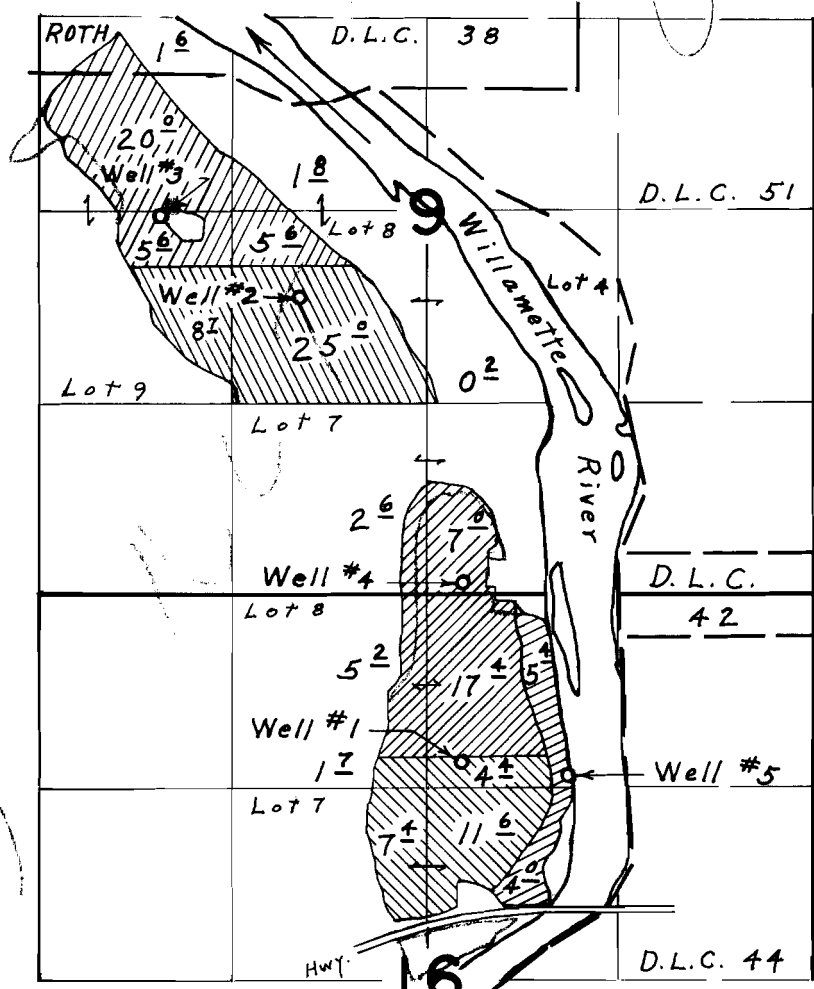 ROTH
1 6
D.L.C. 38
20 0
Well #3
1 8
D.L.C. 51
9
Lot 8
Willamette River
5 6
5 6
Lot 4
Well #2
8
25 0
0 2
Lot 9
Lot 7
2 6
7 0
Well #4
D.L.C.
42
Lot 8
5 2
17 4
5 4
Well #1
1 7
4 4
Well #5
Lot 7
7 4
11 6
4 0
Hwy.
16
D.L.C. 44